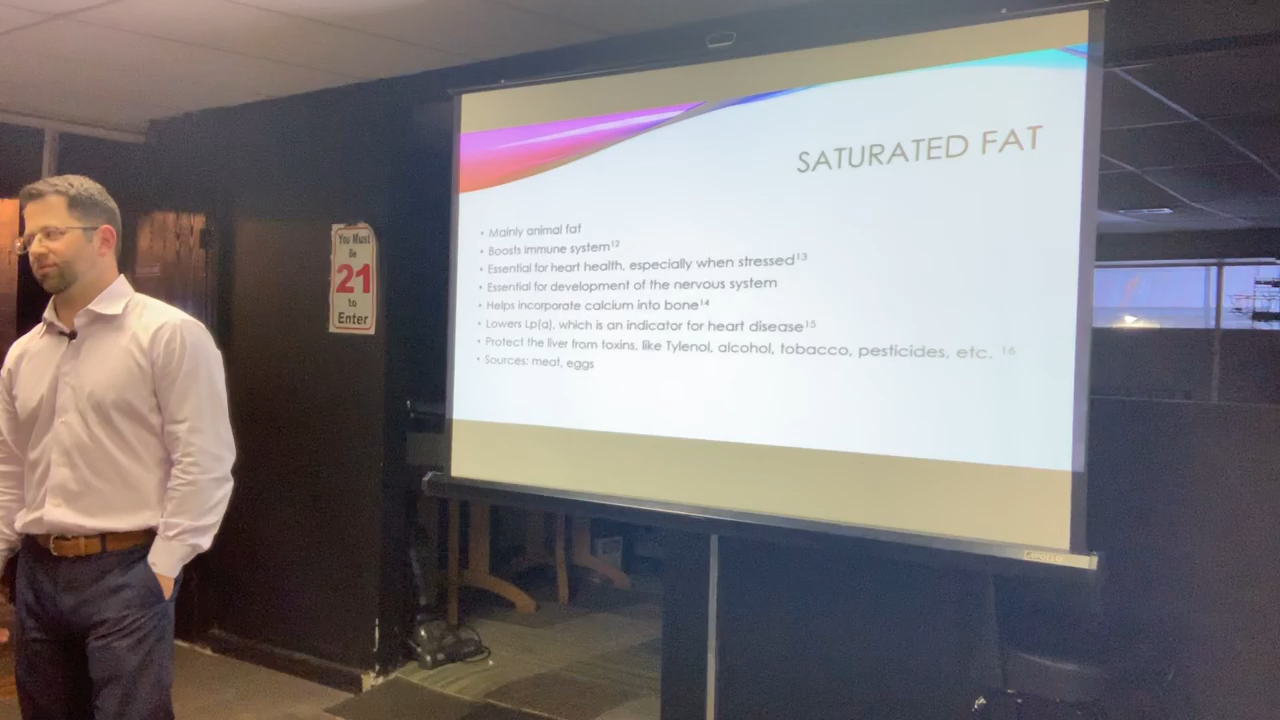 You Must
Be
21
to
Enter
SATURATED FAT
• Mainly animal fat
• Boosts immune system¹²
• Essential for heart health, especially when stressed¹³
• Essential for development of the nervous system
• Helps incorporate calcium into bone¹⁴
• Lowers Lp(a), which is an indicator for heart disease¹⁵
• Protect the liver from toxins, like Tylenol, alcohol, tobacco, pesticides, etc. ¹⁶
• Sources: meat, eggs
APOLLO